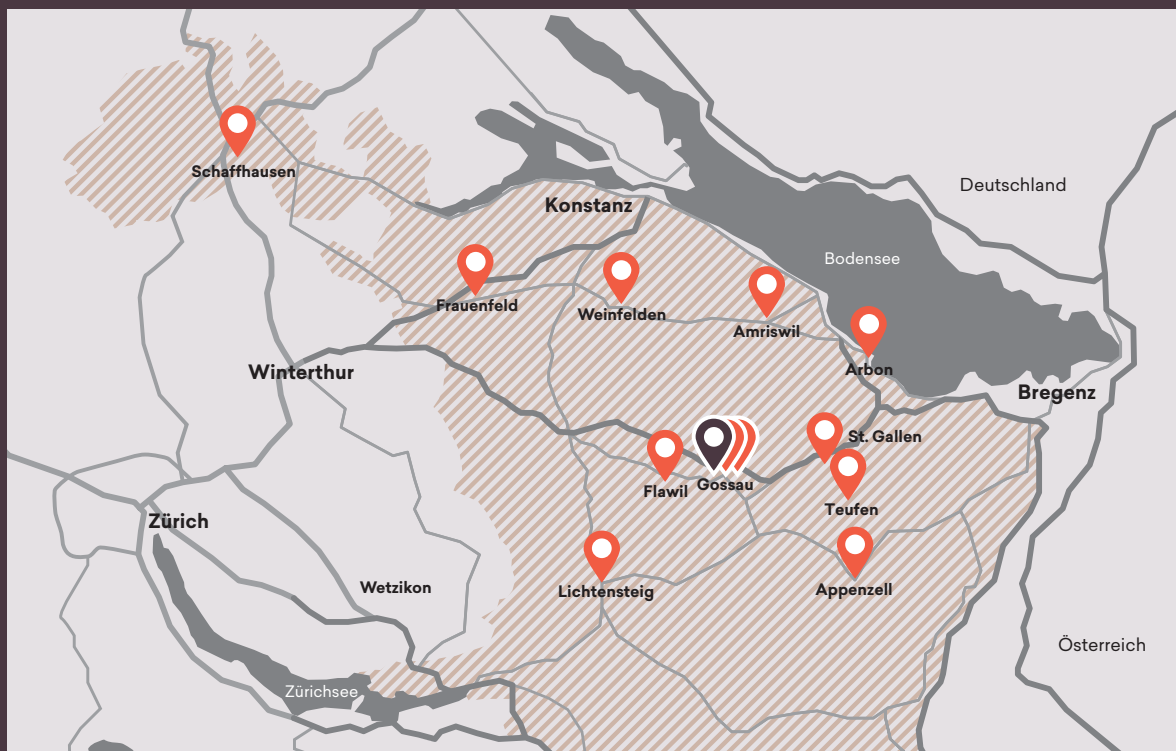 Schaffhausen
Deutschland
Konstanz
Bodensee
Frauenfeld
Weinfelden
Amriswil
Arbon
Winterthur
Bregenz
St. Gallen
Flawil
Gossau
Teufen
Zürich
Wetzikon
Lichtensteig
Appenzell
Österreich
Zürichsee